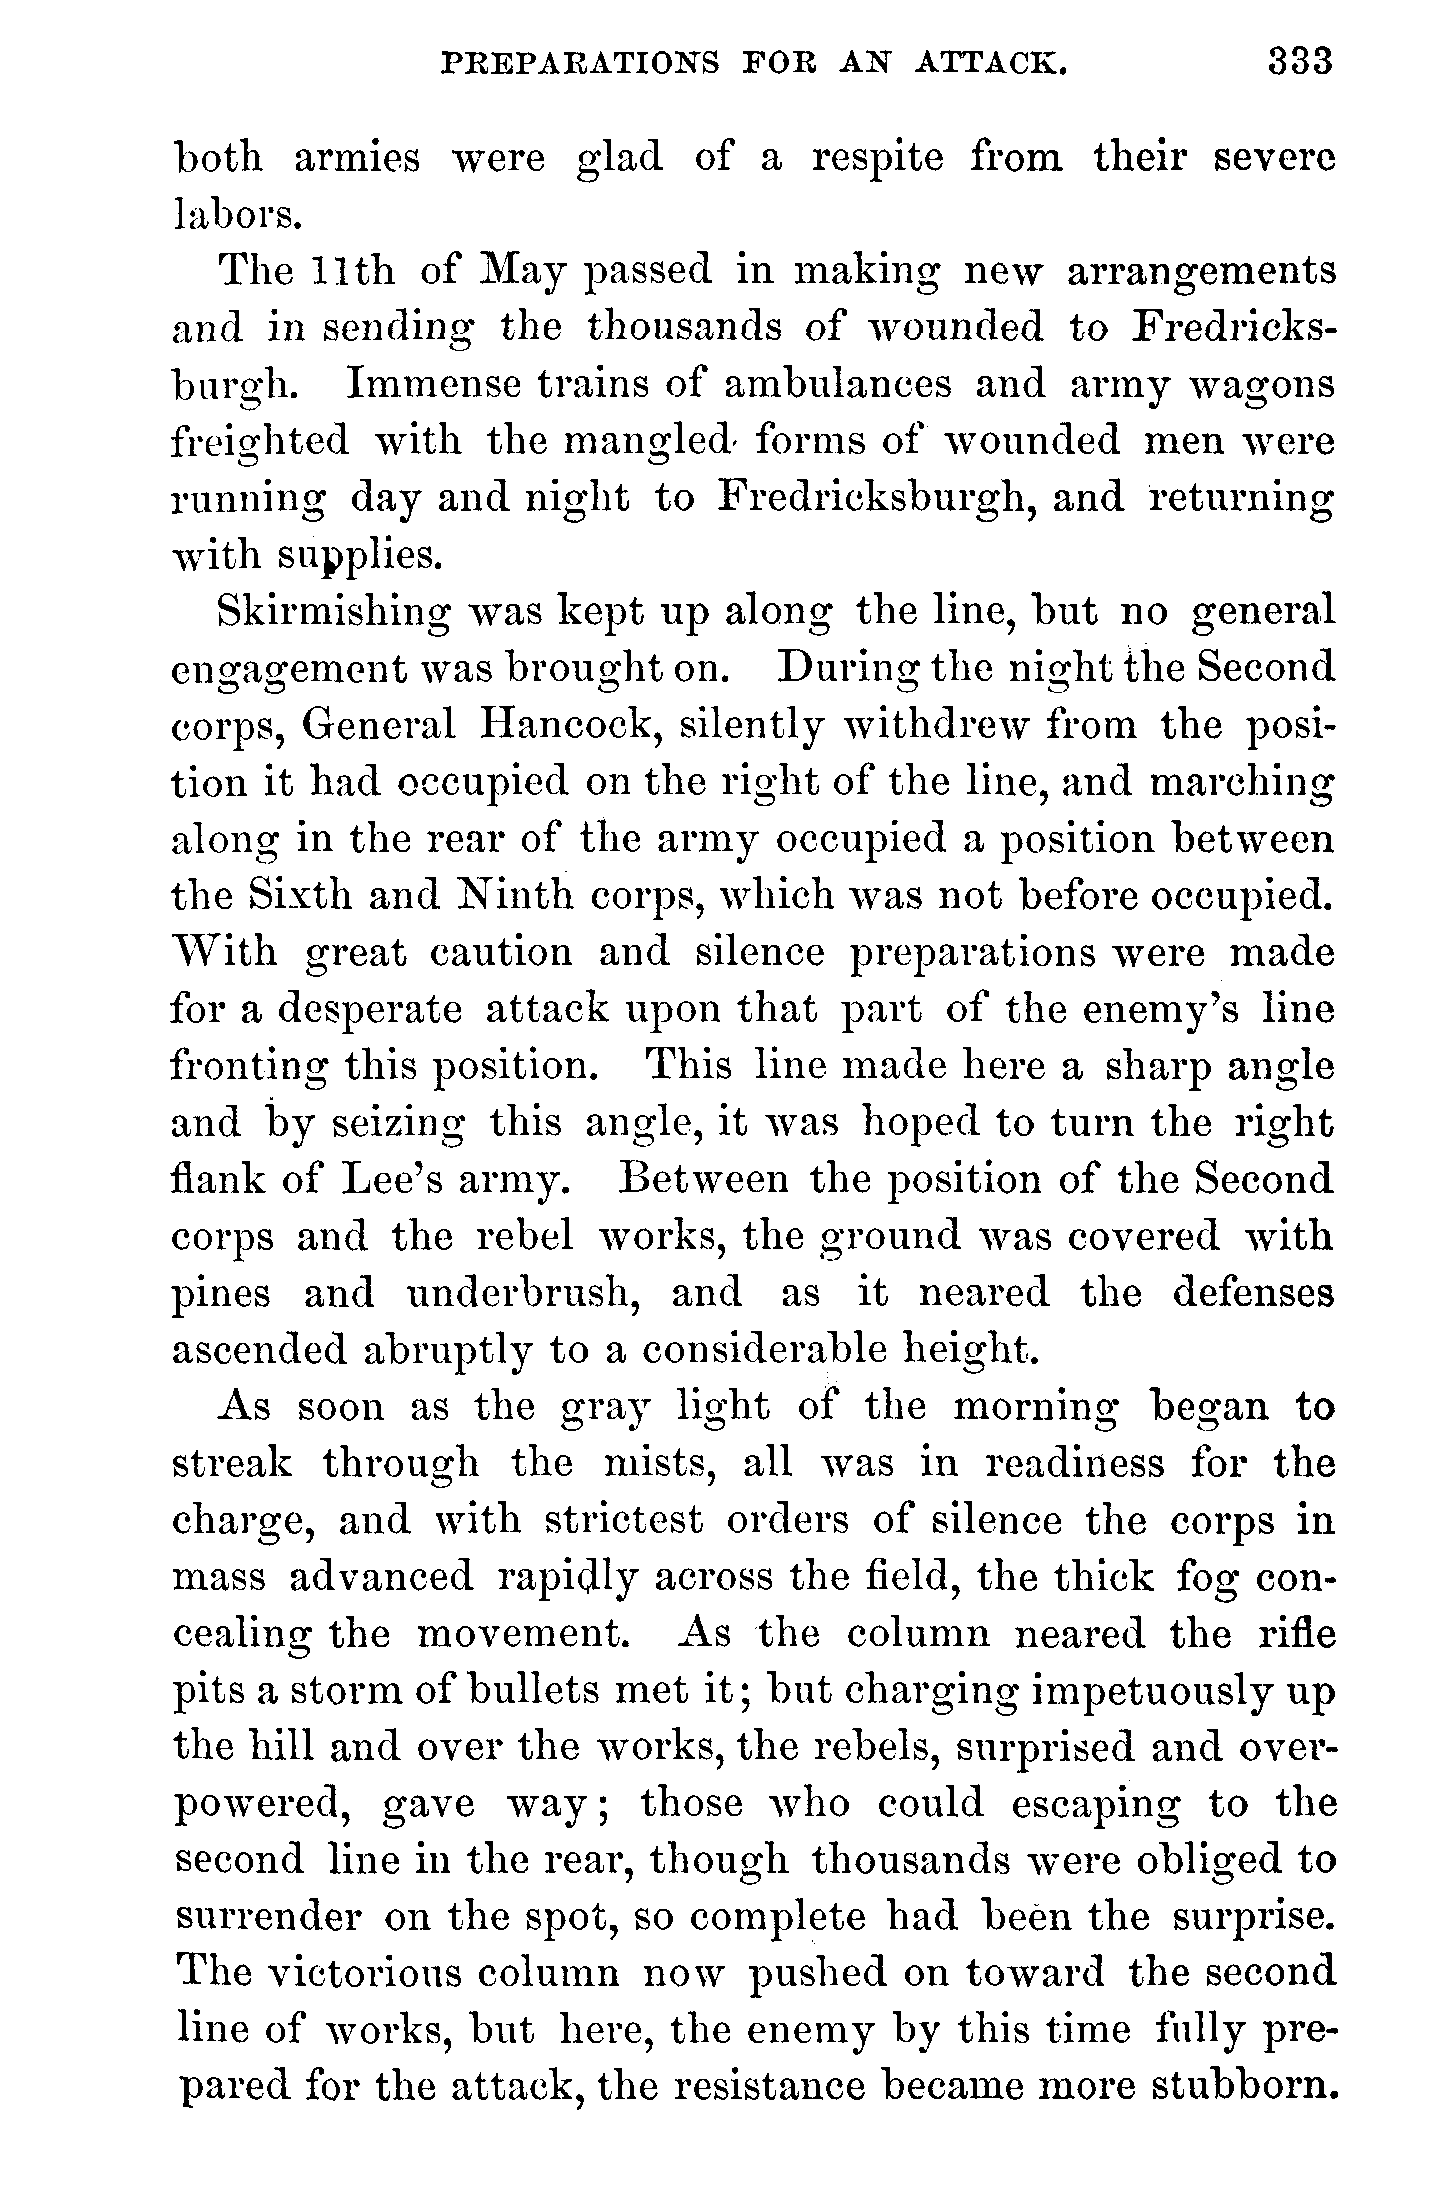 PREPARATIONS FOR AN ATTACK. 333
both armies were glad of a respite from their severe
labors.
The 11th of May passed in making new arrangements
and in sending the thousands of wounded to Fredricks-
burgh. Immense trains of ambulances and army wagons
freighted with the mangled forms of wounded men were
running day and night to Fredricksburgh, and returning
with supplies.
Skirmishing was kept up along the line, but no general
engagement was brought on. During the night the Second
corps, General Hancock, silently withdrew from the posi-
tion it had occupied on the right of the line, and marching
along in the rear of the army occupied a position between
the Sixth and Ninth corps, which was not before occupied.
With great caution and silence preparations were made
for a desperate attack upon that part of the enemy's line
fronting this position. This line made here a sharp angle
and by seizing this angle, it was hoped to turn the right
flank of Lee's army. Between the position of the Second
corps and the rebel works, the ground was covered with
pines and underbrush, and as it neared the defenses
ascended abruptly to a considerable height.
As soon as the gray light of the morning began to
streak through the mists, all was in readiness for the
charge, and with strictest orders of silence the corps in
mass advanced rapidly across the field, the thick fog con-
cealing the movement. As the column neared the rifle
pits a storm of bullets met it; but charging impetuously up
the hill and over the works, the rebels, surprised and over-
powered, gave way; those who could escaping to the
second line in the rear, though thousands were obliged to
surrender on the spot, so complete had been the surprise.
The victorious column now pushed on toward the second
line of works, but here, the enemy by this time fully pre-
pared for the attack, the resistance became more stubborn.